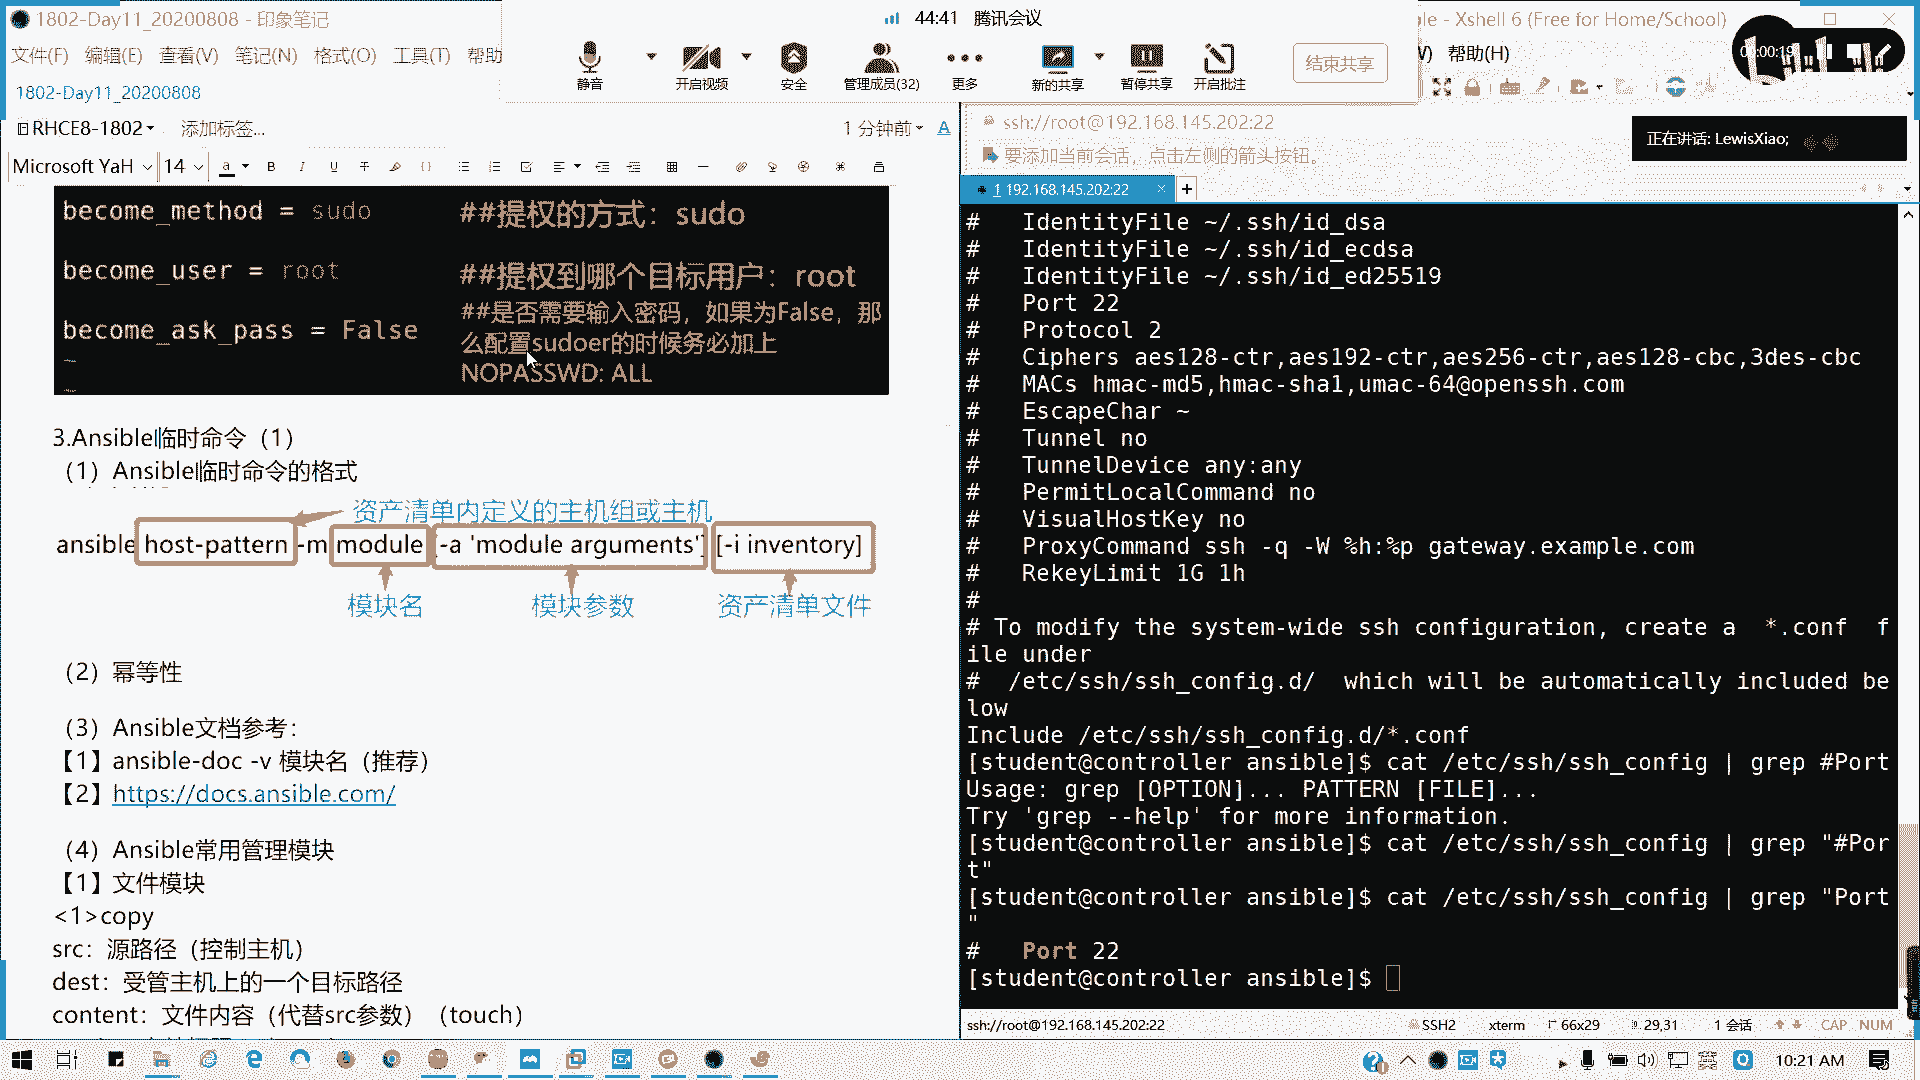 1802-Day11_20200808 - 印象笔记
文件(F) 编辑(E) 查看(V) 笔记(N) 格式(O) 工具(T) 帮助
1802-Day11_20200808
RHCE8-1802 添加标签... 1 分钟前
Microsoft YaH 14
44:41 腾讯会议
静音 开启视频 安全 管理成员(32) 更多 新的共享 暂停共享 开启批注 结束共享
become_method = sudo ##提权的方式：sudo
become_user = root ##提权到哪个目标用户：root
become_ask_pass = False ##是否需要输入密码，如果为False，那
么配置sudoer的时候务必加上
NOPASSWD: ALL
3.Ansible临时命令（1）
（1）Ansible临时命令的格式
资产清单内定义的主机组或主机
ansible host-pattern -m module [-a 'module arguments'] [-i inventory]
模块名 模块参数 资产清单文件
（2）幂等性
（3）Ansible文档参考：
【1】ansible-doc -v 模块名（推荐）
【2】https://docs.ansible.com/
（4）Ansible常用管理模块
【1】文件模块
<1>copy
src：源路径（控制主机）
dest：受管主机上的一个目标路径
content：文件内容（代替src参数）（touch）
- Xshell 6 (Free for Home/School)
帮助(H)
ssh://root@192.168.145.202:22
要添加当前会话，点击左侧的箭头按钮。
正在讲话: LewisXiao;
1 192.168.145.202:22
#   IdentityFile ~/.ssh/id_dsa
#   IdentityFile ~/.ssh/id_ecdsa
#   IdentityFile ~/.ssh/id_ed25519
#   Port 22
#   Protocol 2
#   Ciphers aes128-ctr,aes192-ctr,aes256-ctr,aes128-cbc,3des-cbc
#   MACs hmac-md5,hmac-sha1,umac-64@openssh.com
#   EscapeChar ~
#   Tunnel no
#   TunnelDevice any:any
#   PermitLocalCommand no
#   VisualHostKey no
#   ProxyCommand ssh -q -W %h:%p gateway.example.com
#   RekeyLimit 1G 1h
#
# To modify the system-wide ssh configuration, create a  *.conf  f
ile under
#  /etc/ssh/ssh_config.d/  which will be automatically included be
low
Include /etc/ssh/ssh_config.d/*.conf
[student@controller ansible]$ cat /etc/ssh/ssh_config | grep #Port
Usage: grep [OPTION]... PATTERN [FILE]...
Try 'grep --help' for more information.
[student@controller ansible]$ cat /etc/ssh/ssh_config | grep "#Por
t"
[student@controller ansible]$ cat /etc/ssh/ssh_config | grep "Port
"
#   Port 22
[student@controller ansible]$
ssh://root@192.168.145.202:22 SSH2 xterm 66x29 29,31 1 会话 CAP NUM
10:21 AM